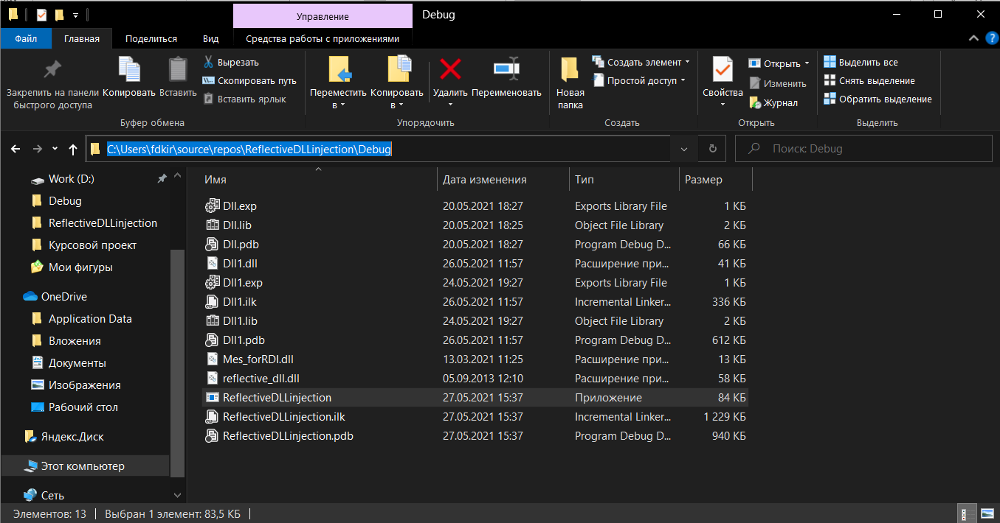 Управление
Debug
Файл
Главная
Поделиться
Вид
Средства работы с приложениями
Закрепить на панели
быстрого доступа
Копировать
Вставить
Вырезать
Скопировать путь
Вставить ярлык
Буфер обмена
Переместить
в
Копировать
в
Удалить
Переименовать
Упорядочить
Новая
папка
Создать элемент
Простой доступ
Создать
Свойства
Открыть
Изменить
Журнал
Открыть
Выделить все
Снять выделение
Обратить выделение
Выделить
C:\Users\fdkir\source\repos\ReflectiveDLLinjection\Debug
Поиск: Debug
Work (D:)
Debug
ReflectiveDLLinjection
Курсовой проект
Мои фигуры
OneDrive
Application Data
Вложения
Документы
Изображения
Рабочий стол
Яндекс.Диск
Этот компьютер
Сеть
Имя Дата изменения Тип Размер
Dll.exp 20.05.2021 18:27 Exports Library File 1 КБ
Dll.lib 20.05.2021 18:25 Object File Library 2 КБ
Dll.pdb 20.05.2021 18:27 Program Debug D... 66 КБ
Dll1.dll 26.05.2021 11:57 Расширение при... 41 КБ
Dll1.exp 24.05.2021 19:27 Exports Library File 1 КБ
Dll1.ilk 26.05.2021 11:57 Incremental Linker... 336 КБ
Dll1.lib 24.05.2021 19:27 Object File Library 2 КБ
Dll1.pdb 26.05.2021 11:57 Program Debug D... 612 КБ
Mes_forRDI.dll 13.03.2021 11:25 Расширение при... 13 КБ
reflective_dll.dll 05.09.2013 12:10 Расширение при... 58 КБ
ReflectiveDLLinjection 27.05.2021 15:37 Приложение 84 КБ
ReflectiveDLLinjection.ilk 27.05.2021 15:37 Incremental Linker... 1 229 КБ
ReflectiveDLLinjection.pdb 27.05.2021 15:37 Program Debug D... 940 КБ
Элементов: 13
Выбран 1 элемент: 83,5 КБ